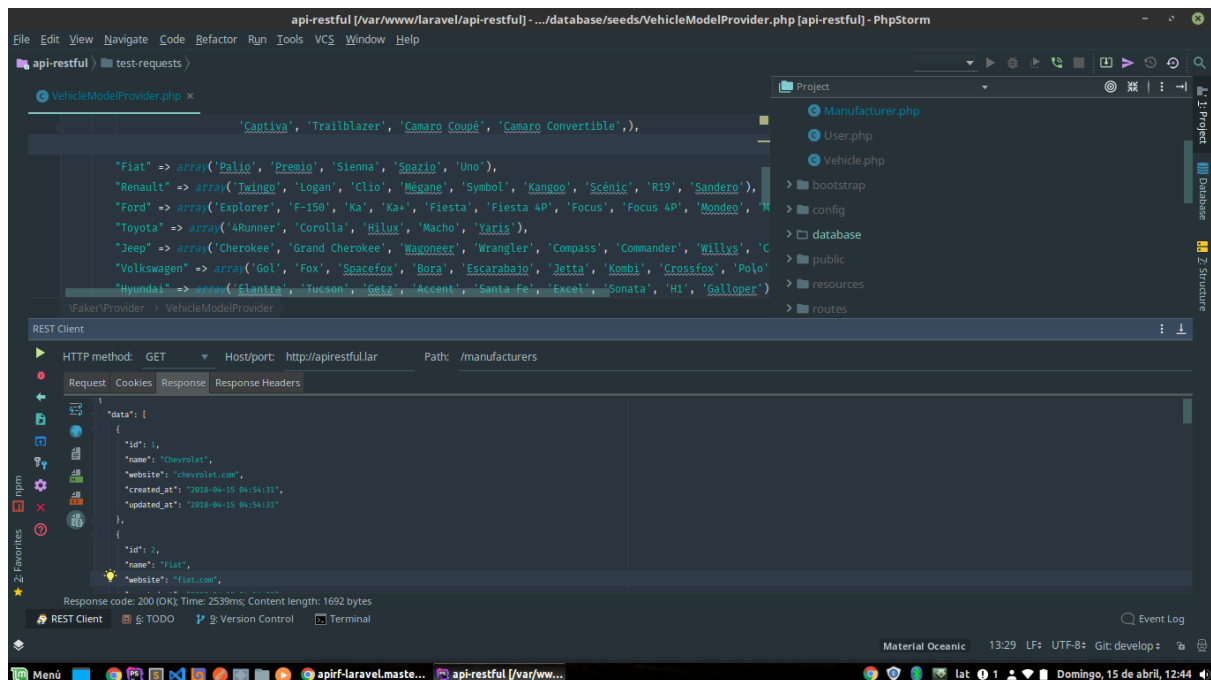 api-restful [/var/www/laravel/api-restful] - .../database/seeds/VehicleModelProvider.php [api-restful] - PhpStorm
File Edit View Navigate Code Refactor Run Tools VCS Window Help
api-restful test-requests
VehicleModelProvider.php ×
'Captiva', 'Trailblazer', 'Camaro Coupé', 'Camaro Convertible',),
"Fiat" => array('Palio', 'Premio', 'Sienna', 'Spazio', 'Uno'),
"Renault" => array('Twingo', 'Logan', 'Clio', 'Mégane', 'Symbol', 'Kangoo', 'Scénic', 'R19', 'Sandero'),
"Ford" => array('Explorer', 'F-150', 'Ka', 'Ka+', 'Fiesta', 'Fiesta 4P', 'Focus', 'Focus 4P', 'Mondeo', 'M
"Toyota" => array('4Runner', 'Corolla', 'Hilux', 'Macho', 'Yaris'),
"Jeep" => array('Cherokee', 'Grand Cherokee', 'Wagoneer', 'Wrangler', 'Compass', 'Commander', 'Willys', 'C
"Volkswagen" => array('Gol', 'Fox', 'Spacefox', 'Bora', 'Escarabajo', 'Jetta', 'Kombi', 'Crossfox', 'Polo'
"Hyundai" => array('Elantra', 'Tucson', 'Getz', 'Accent', 'Santa Fe', 'Excel', 'Sonata', 'H1', 'Galloper')
\Faker\Provider › VehicleModelProvider
Project
Manufacturer.php
User.php
Vehicle.php
bootstrap
config
database
public
resources
routes
1: Project
Database
Z: Structure
REST Client
HTTP method: GET Host/port: http://apirestful.lar Path: /manufacturers
Request Cookies Response Response Headers
{
"data": [
{
"id": 1,
"name": "Chevrolet",
"website": "chevrolet.com",
"created_at": "2018-04-15 04:54:31",
"updated_at": "2018-04-15 04:54:31"
},
{
"id": 2,
"name": "Fiat",
"website": "fiat.com",
Response code: 200 (OK); Time: 2539ms; Content length: 1692 bytes
npm
2: Favorites
REST Client 6: TODO 9: Version Control Terminal Event Log
Material Oceanic 13:29 LF÷ UTF-8÷ Git: develop÷
Menú apirf-laravel.maste... api-restful [/var/ww... lat 1 Domingo, 15 de abril, 12:44